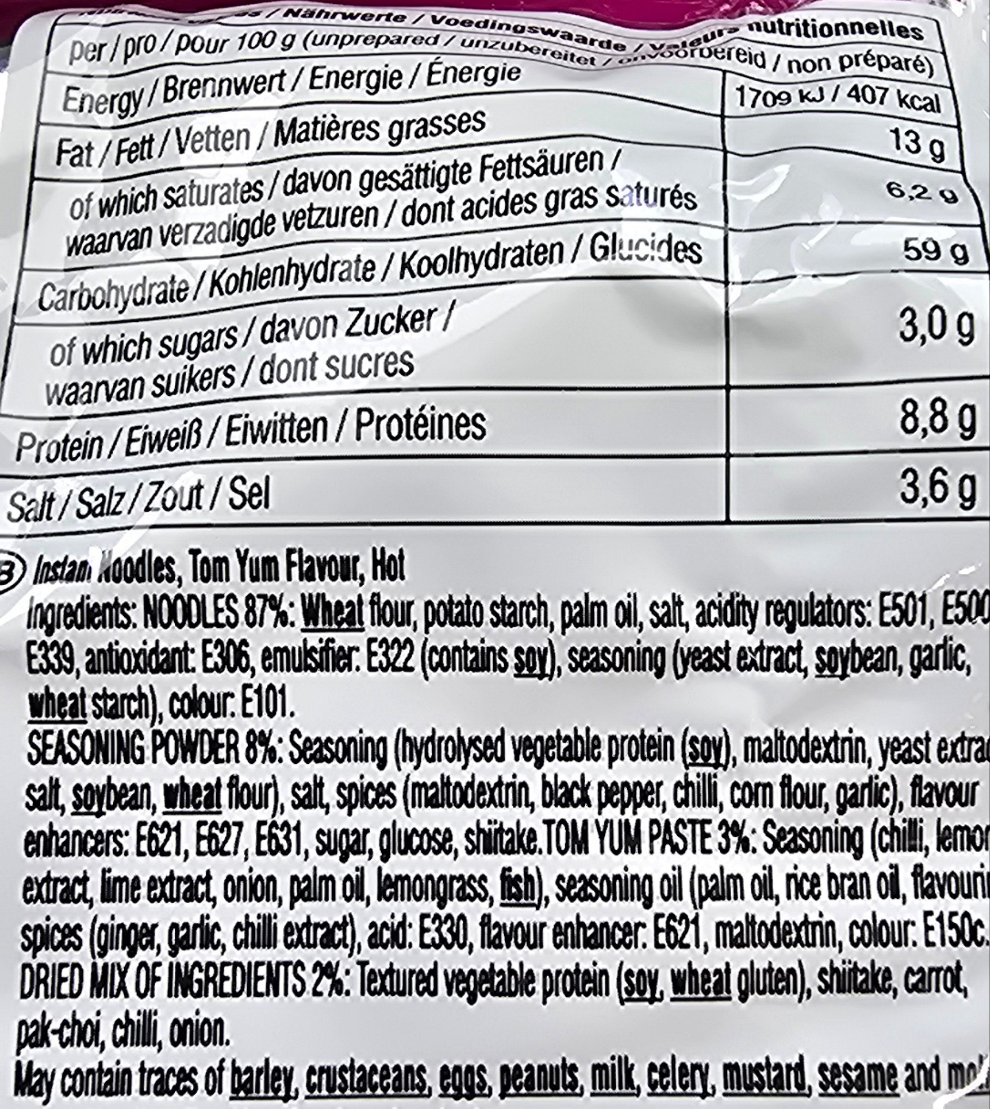 / Nährwerte / Voedingswaarde / Valeurs nutritionnelles
per / pro / pour 100 g (unprepared / unzubereitet / onvoorbereid / non préparé)
Energy / Brennwert / Energie / Énergie 1709 kJ / 407 kcal
Fat / Fett / Vetten / Matières grasses 13 g
of which saturates / davon gesättigte Fettsäuren /
waarvan verzadigde vetzuren / dont acides gras saturés 6,2 g
Carbohydrate / Kohlenhydrate / Koolhydraten / Glucides 59 g
of which sugars / davon Zucker /
waarvan suikers / dont sucres 3,0 g
Protein / Eiweiß / Eiwitten / Protéines 8,8 g
Salt / Salz / Zout / Sel 3,6 g
Instant Noodles, Tom Yum Flavour, Hot
Ingredients: NOODLES 87%: Wheat flour, potato starch, palm oil, salt, acidity regulators: E501, E500
E339, antioxidant: E306, emulsifier: E322 (contains soy), seasoning (yeast extract, soybean, garlic,
wheat starch), colour: E101.
SEASONING POWDER 8%: Seasoning (hydrolysed vegetable protein (soy), maltodextrin, yeast extra
salt, soybean, wheat flour), salt, spices (maltodextrin, black pepper, chilli, corn flour, garlic), flavour
enhancers: E621, E627, E631, sugar, glucose, shiitake. TOM YUM PASTE 3%: Seasoning (chilli, lemon
extract, lime extract, onion, palm oil, lemongrass, fish), seasoning oil (palm oil, rice bran oil, flavouri
spices (ginger, garlic, chilli extract), acid: E330, flavour enhancer: E621, maltodextrin, colour: E150c.
DRIED MIX OF INGREDIENTS 2%: Textured vegetable protein (soy, wheat gluten), shiitake, carrot,
pak-choi, chilli, onion.
May contain traces of barley, crustaceans, eggs, peanuts, milk, celery, mustard, sesame and